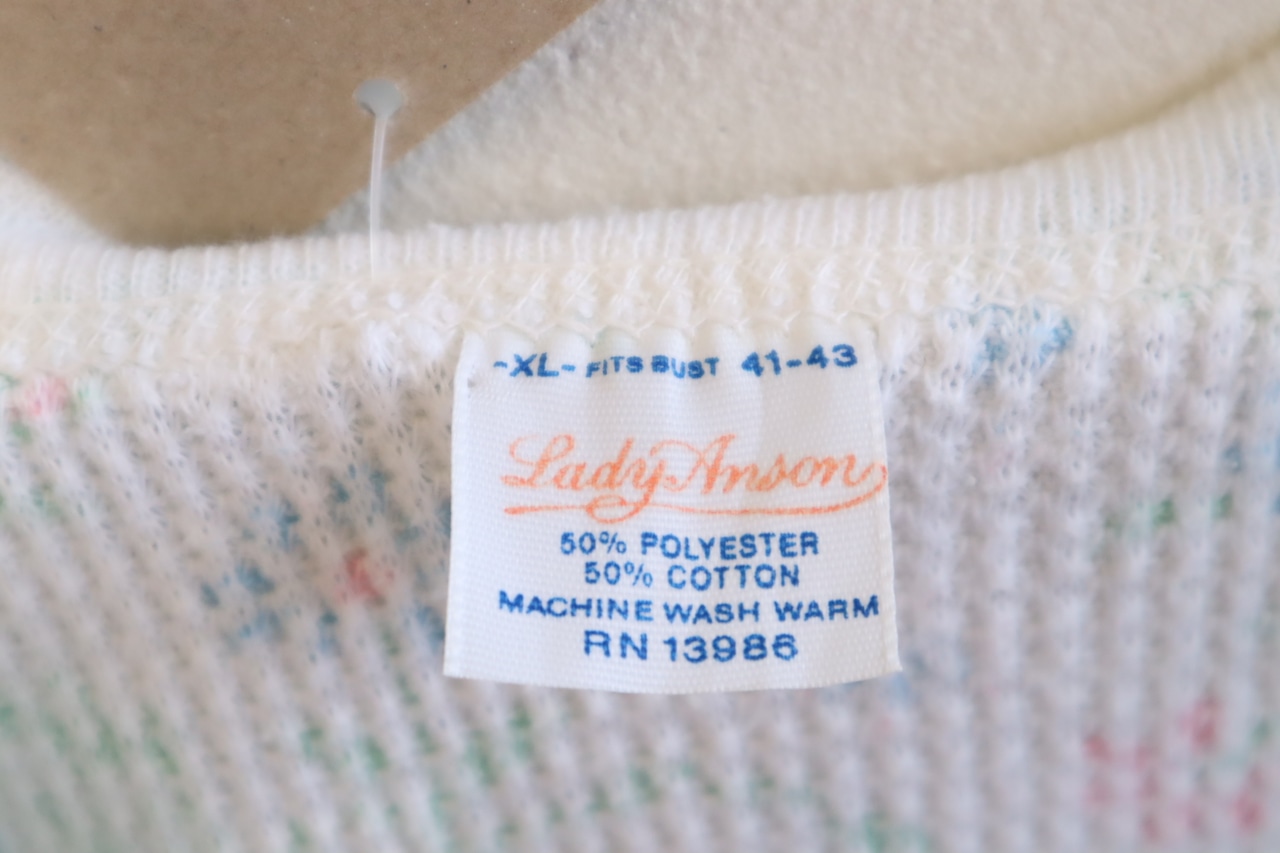 -XL- FITS BUST 41-43
Lady Anson
50% POLYESTER
50% COTTON
MACHINE WASH WARM
RN 13986